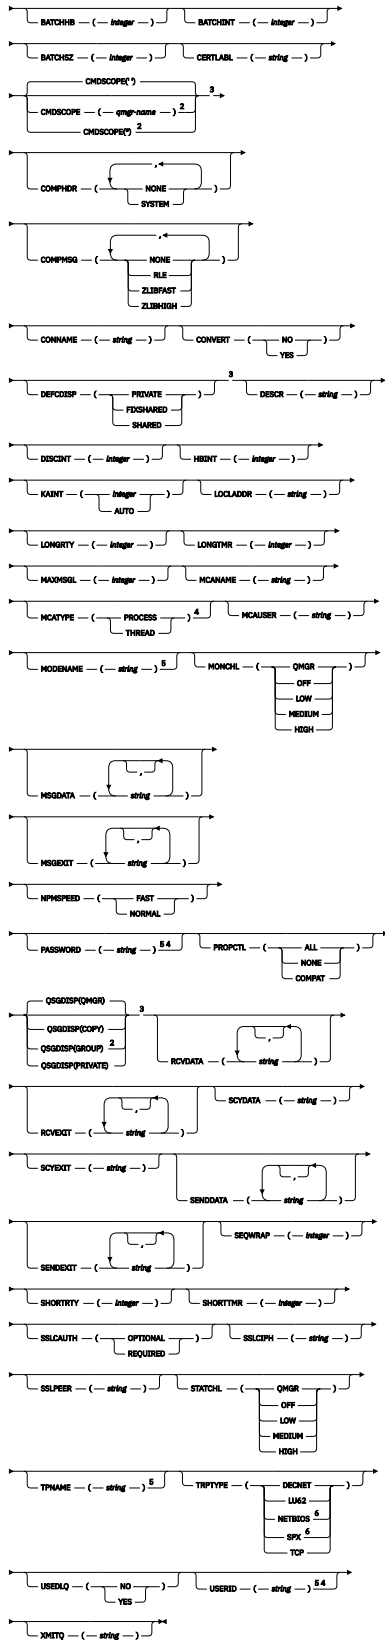 BATCHHB ( integer ) BATCHINT ( integer )
BATCHSZ ( integer ) CERTLABL ( string )
CMDSCOPE(' ')
3
CMDSCOPE ( qmgr-name ) 2
CMDSCOPE(*) 2
,
COMPHDR ( NONE )
SYSTEM
,
COMPMSG ( NONE )
RLE
ZLIBFAST
ZLIBHIGH
CONNAME ( string ) CONVERT ( NO )
YES
3
DEFCDISP ( PRIVATE ) DESCR ( string )
FIXSHARED
SHARED
DISCINT ( integer ) HBINT ( integer )
KAINT ( integer ) LOCLADDR ( string )
AUTO
LONGRTY ( integer ) LONGTMR ( integer )
MAXMSGL ( integer ) MCANAME ( string )
MCATYPE ( PROCESS ) 4 MCAUSER ( string )
THREAD
MODENAME ( string ) 5 MONCHL ( QMGR )
OFF
LOW
MEDIUM
HIGH
,
MSGDATA ( string )
,
MSGEXIT ( string )
NPMSPEED ( FAST )
NORMAL
PASSWORD ( string ) 5 4 PROPCTL ( ALL )
NONE
COMPAT
QSGDISP(QMGR)
3
QSGDISP(COPY)
,
QSGDISP(GROUP) 2
QSGDISP(PRIVATE) RCVDATA ( string )
,
SCYDATA ( string )
RCVEXIT ( string )
SCYEXIT ( string )
,
SENDDATA ( string )
,
SEQWRAP ( integer )
SENDEXIT ( string )
SHORTRTY ( integer ) SHORTTMR ( integer )
SSLCAUTH ( OPTIONAL ) SSLCIPH ( string )
REQUIRED
SSLPEER ( string ) STATCHL ( QMGR )
OFF
LOW
MEDIUM
HIGH
TPNAME ( string ) 5 TRPTYPE ( DECNET )
LU62
NETBIOS 6
SPX 6
TCP
USEDLQ ( NO ) USERID ( string ) 5 4
YES
XMITQ ( string )